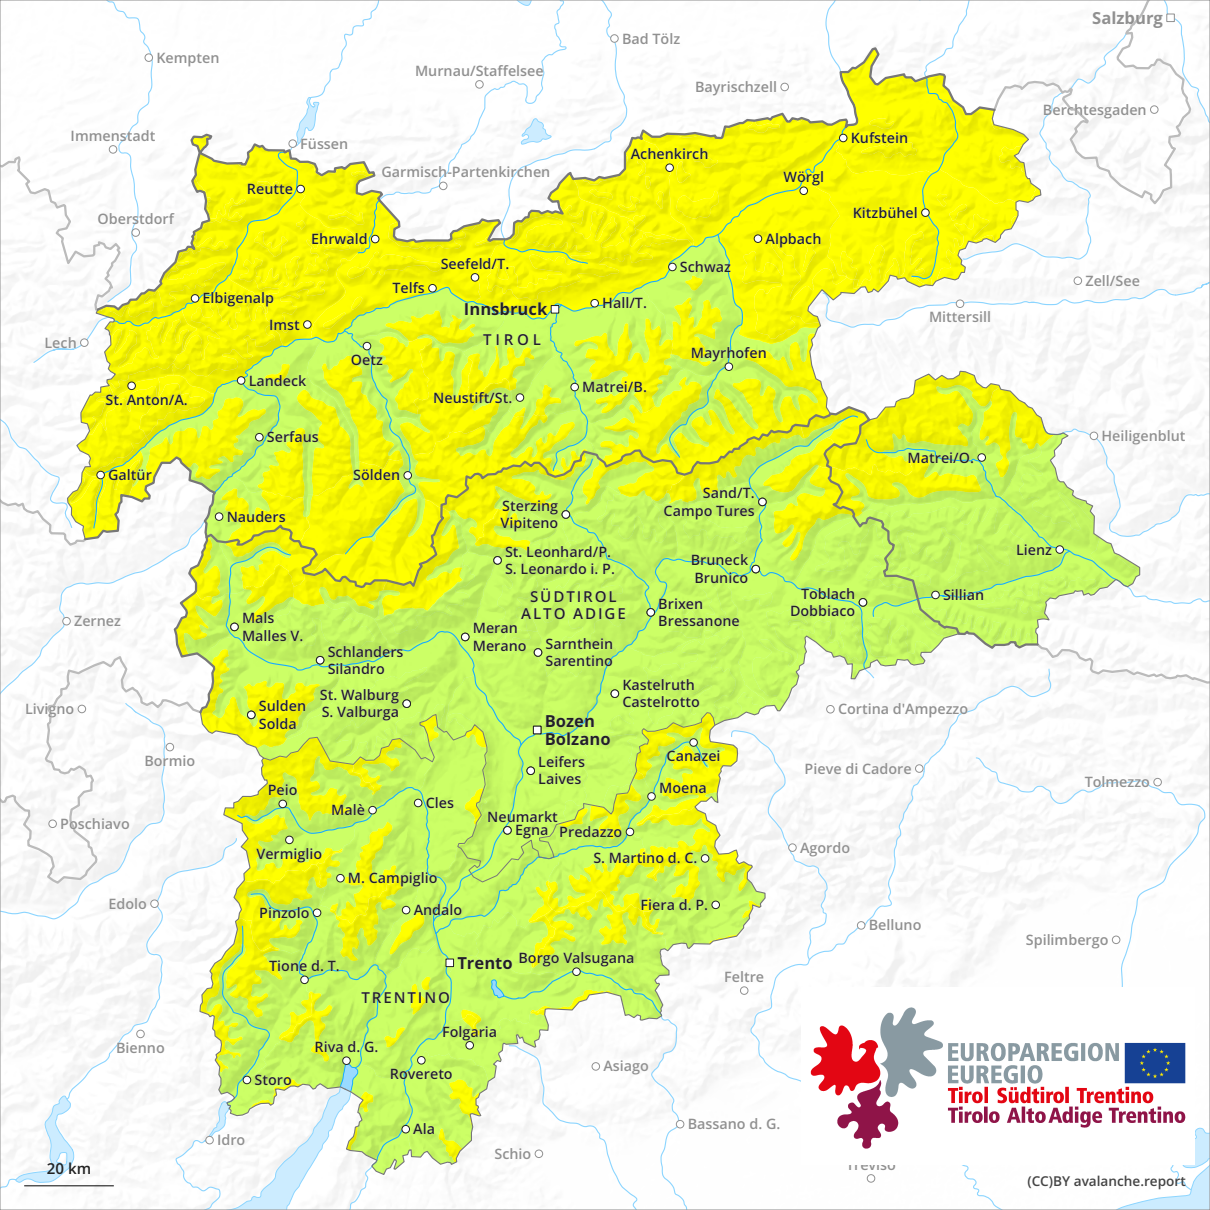 Salzburg
Bad Tölz
Kempten
Murnau/Staffelsee
Bayrischzell
Berchtesgaden
Immenstadt
Füssen
Kufstein
Achenkirch
Garmisch-Partenkirchen
Wörgl
Reutte
Oberstdorf
Kitzbühel
Ehrwald
Alpbach
Seefeld/T.
Schwaz
Zell/See
Telfs
Elbigenalp
Hall/T.
Innsbruck
Mittersill
Imst
TIROL
Lech
Oetz
Mayrhofen
Landeck
Matrei/B.
St. Anton/A.
Neustift/St.
Serfaus
Heiligenblut
Matrei/O.
Galtür
Sölden
Sand/T.
Campo Tures
Sterzing
Vipiteno
Nauders
St. Leonhard/P.
S. Leonardo i. P.
Lienz
Bruneck
Brunico
SÜDTIROL
ALTO ADIGE
Toblach
Dobbiaco
Sillian
Brixen
Bressanone
Zernez
Mals
Malles V.
Meran
Merano
Sarnthein
Sarentino
Schlanders
Silandro
Kastelruth
Castelrotto
St. Walburg
S. Valburga
Livigno
Sulden
Solda
Cortina d'Ampezzo
Bozen
Bolzano
Bormio
Canazei
Leifers
Laives
Pieve di Cadore
Tolmezzo
Peio
Moena
Malè
Cles
Poschiavo
Neumarkt
Egna
Predazzo
Vermiglio
Agordo
S. Martino d. C.
M. Campiglio
Edolo
Pinzolo
Andalo
Fiera d. P.
Belluno
Spilimbergo
Trento
Borgo Valsugana
Tione d. T.
Feltre
TRENTINO
Folgaria
Bienno
Riva d. G.
Rovereto
Asiago
Storo
EUROPAREGION
EUREGIO
Tirol Südtirol Trentino
Tirolo Alto Adige Trentino
Ala
Bassano d. G.
Idro
Schio
Treviso
20 km
(CC)BY avalanche.report